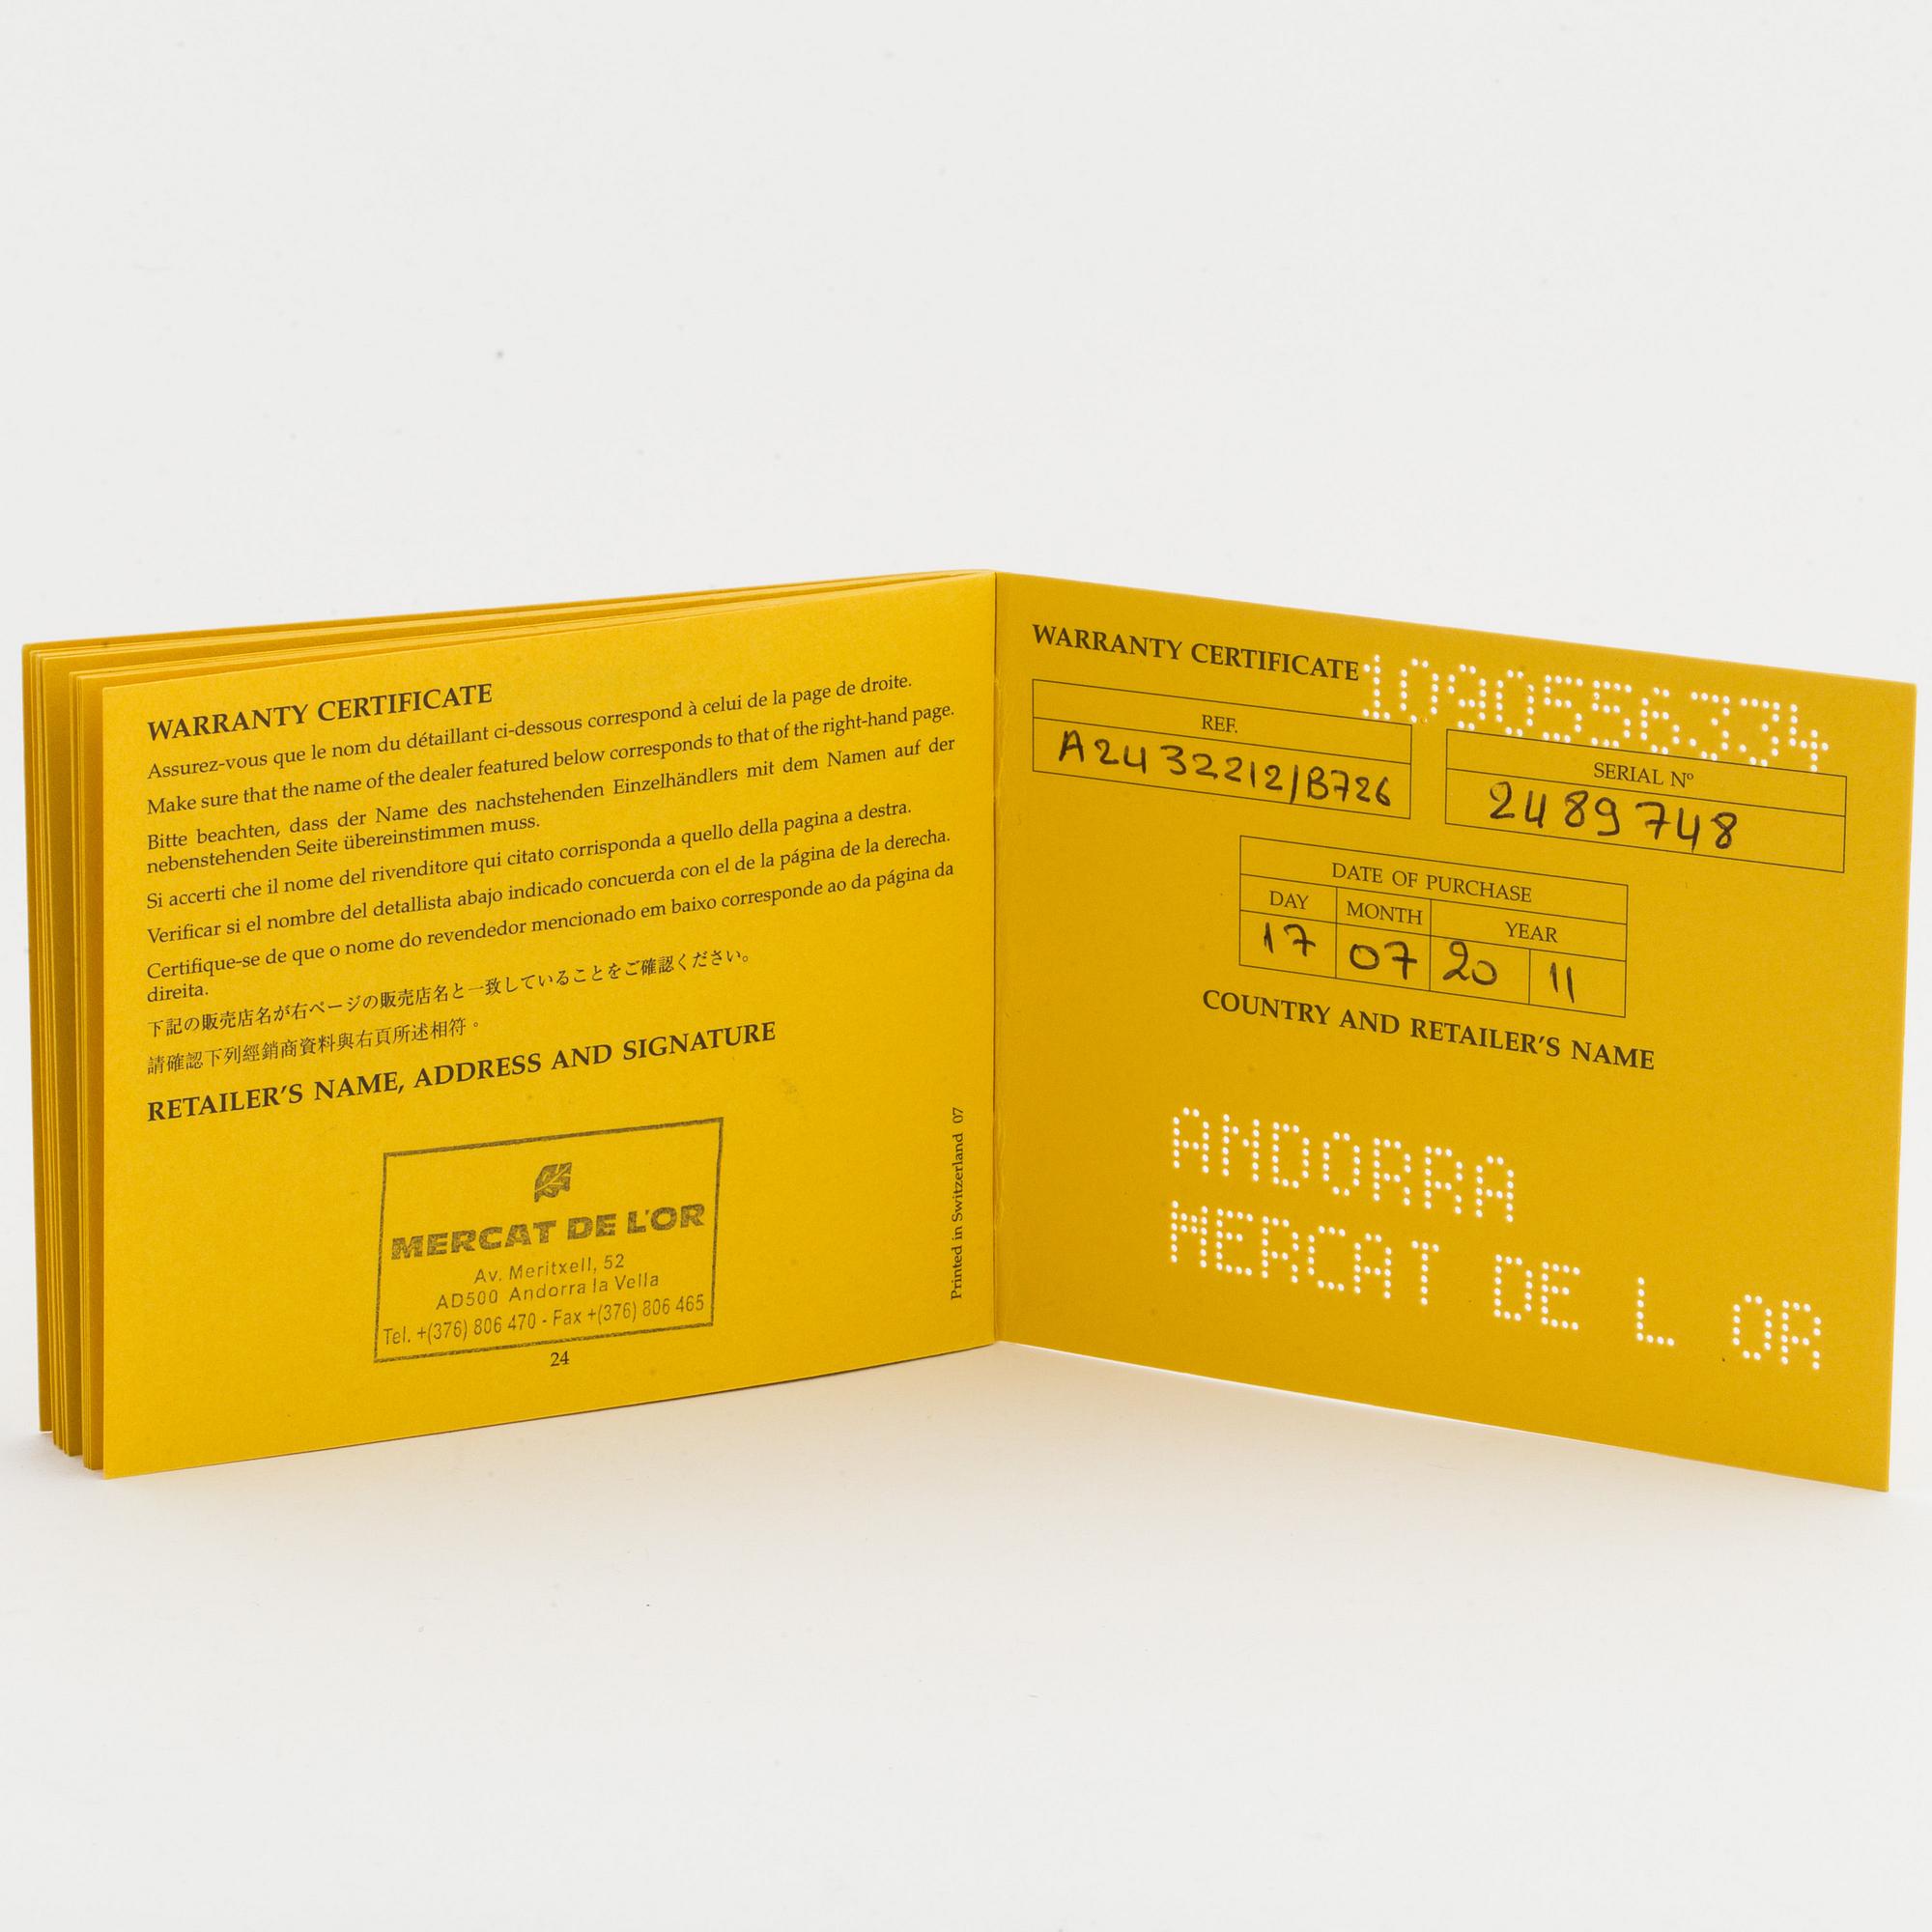 WARRANTY CERTIFICATE
Assurez-vous que le nom du détaillant ci-dessous correspond à celui de la page de droite.
Make sure that the name of the dealer featured below corresponds to that of the right-hand page.
Bitte beachten, dass der Name des nachstehenden Einzelhändlers mit dem Namen auf der
nebenstehenden Seite übereinstimmen muss.
Si accerti che il nome del rivenditore qui citato corrisponda a quello della pagina a destra.
Verificar si el nombre del detallista abajo indicado concuerda con el de la página de la derecha.
Certifique-se de que o nome do revendedor mencionado em baixo corresponde ao da página da
direita.
下記の販売店名が右ページの販売店名と一致していることをご確認ください。
請確認下列經銷商資料與右頁所述相符。
RETAILER'S NAME, ADDRESS AND SIGNATURE
MERCAT DE L'OR
Av. Meritxell, 52
AD500 Andorra la Vella
Tel. +(376) 806 470 - Fax +(376) 806 465
24
Printed in Switzerland 07
WARRANTY CERTIFICATE 1090556334
REF.
A2432212/B726
SERIAL Nº
2489748
DATE OF PURCHASE
DAY MONTH YEAR
17 07 20 11
COUNTRY AND RETAILER'S NAME
ANDORRA
MERCAT DE L OR